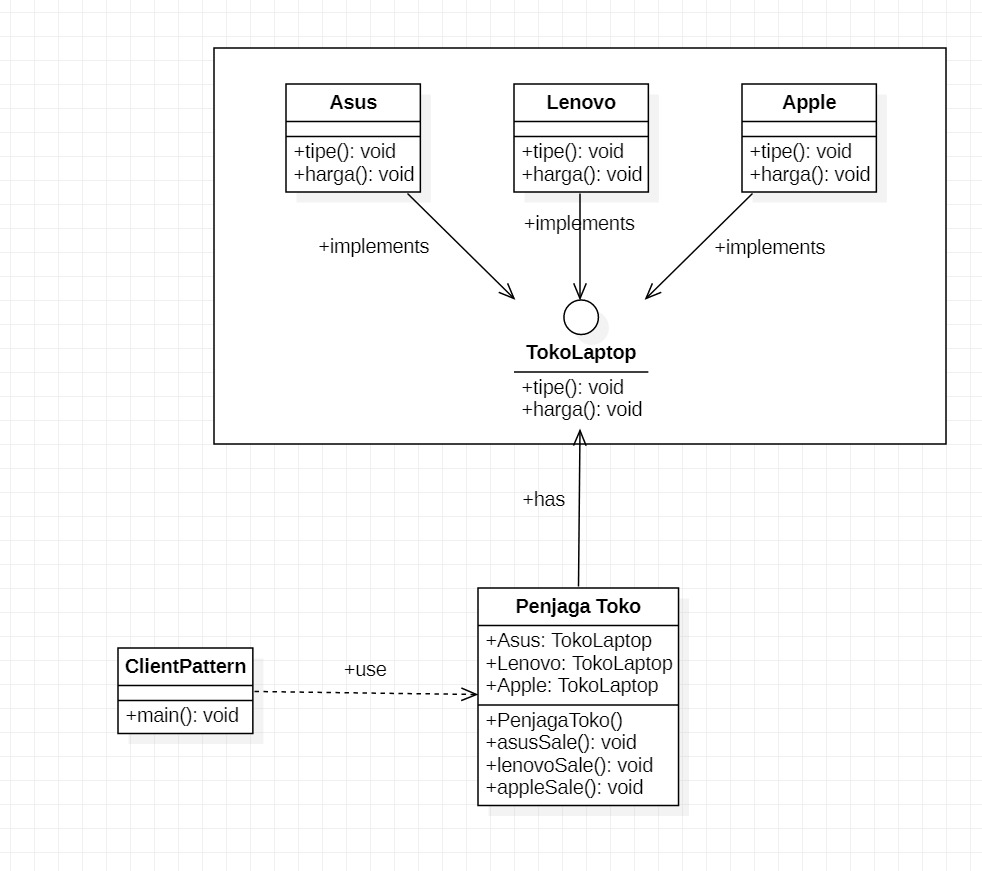 Asus
+tipe(): void
+harga(): void
Lenovo
+tipe(): void
+harga(): void
Apple
+tipe(): void
+harga(): void
+implements
+implements
+implements
TokoLaptop
+tipe(): void
+harga(): void
+has
Penjaga Toko
+Asus: TokoLaptop
+Lenovo: TokoLaptop
+Apple: TokoLaptop
+PenjagaToko()
+asusSale(): void
+lenovoSale(): void
+appleSale(): void
ClientPattern
+main(): void
+use